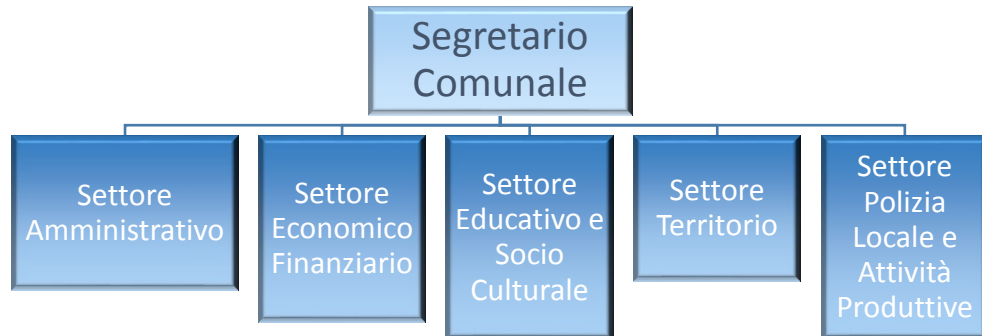 Segretario
Comunale
Settore
Amministrativo
Settore
Economico
Finanziario
Settore
Educativo e
Socio
Culturale
Settore
Territorio
Settore
Polizia
Locale e
Attività
Produttive